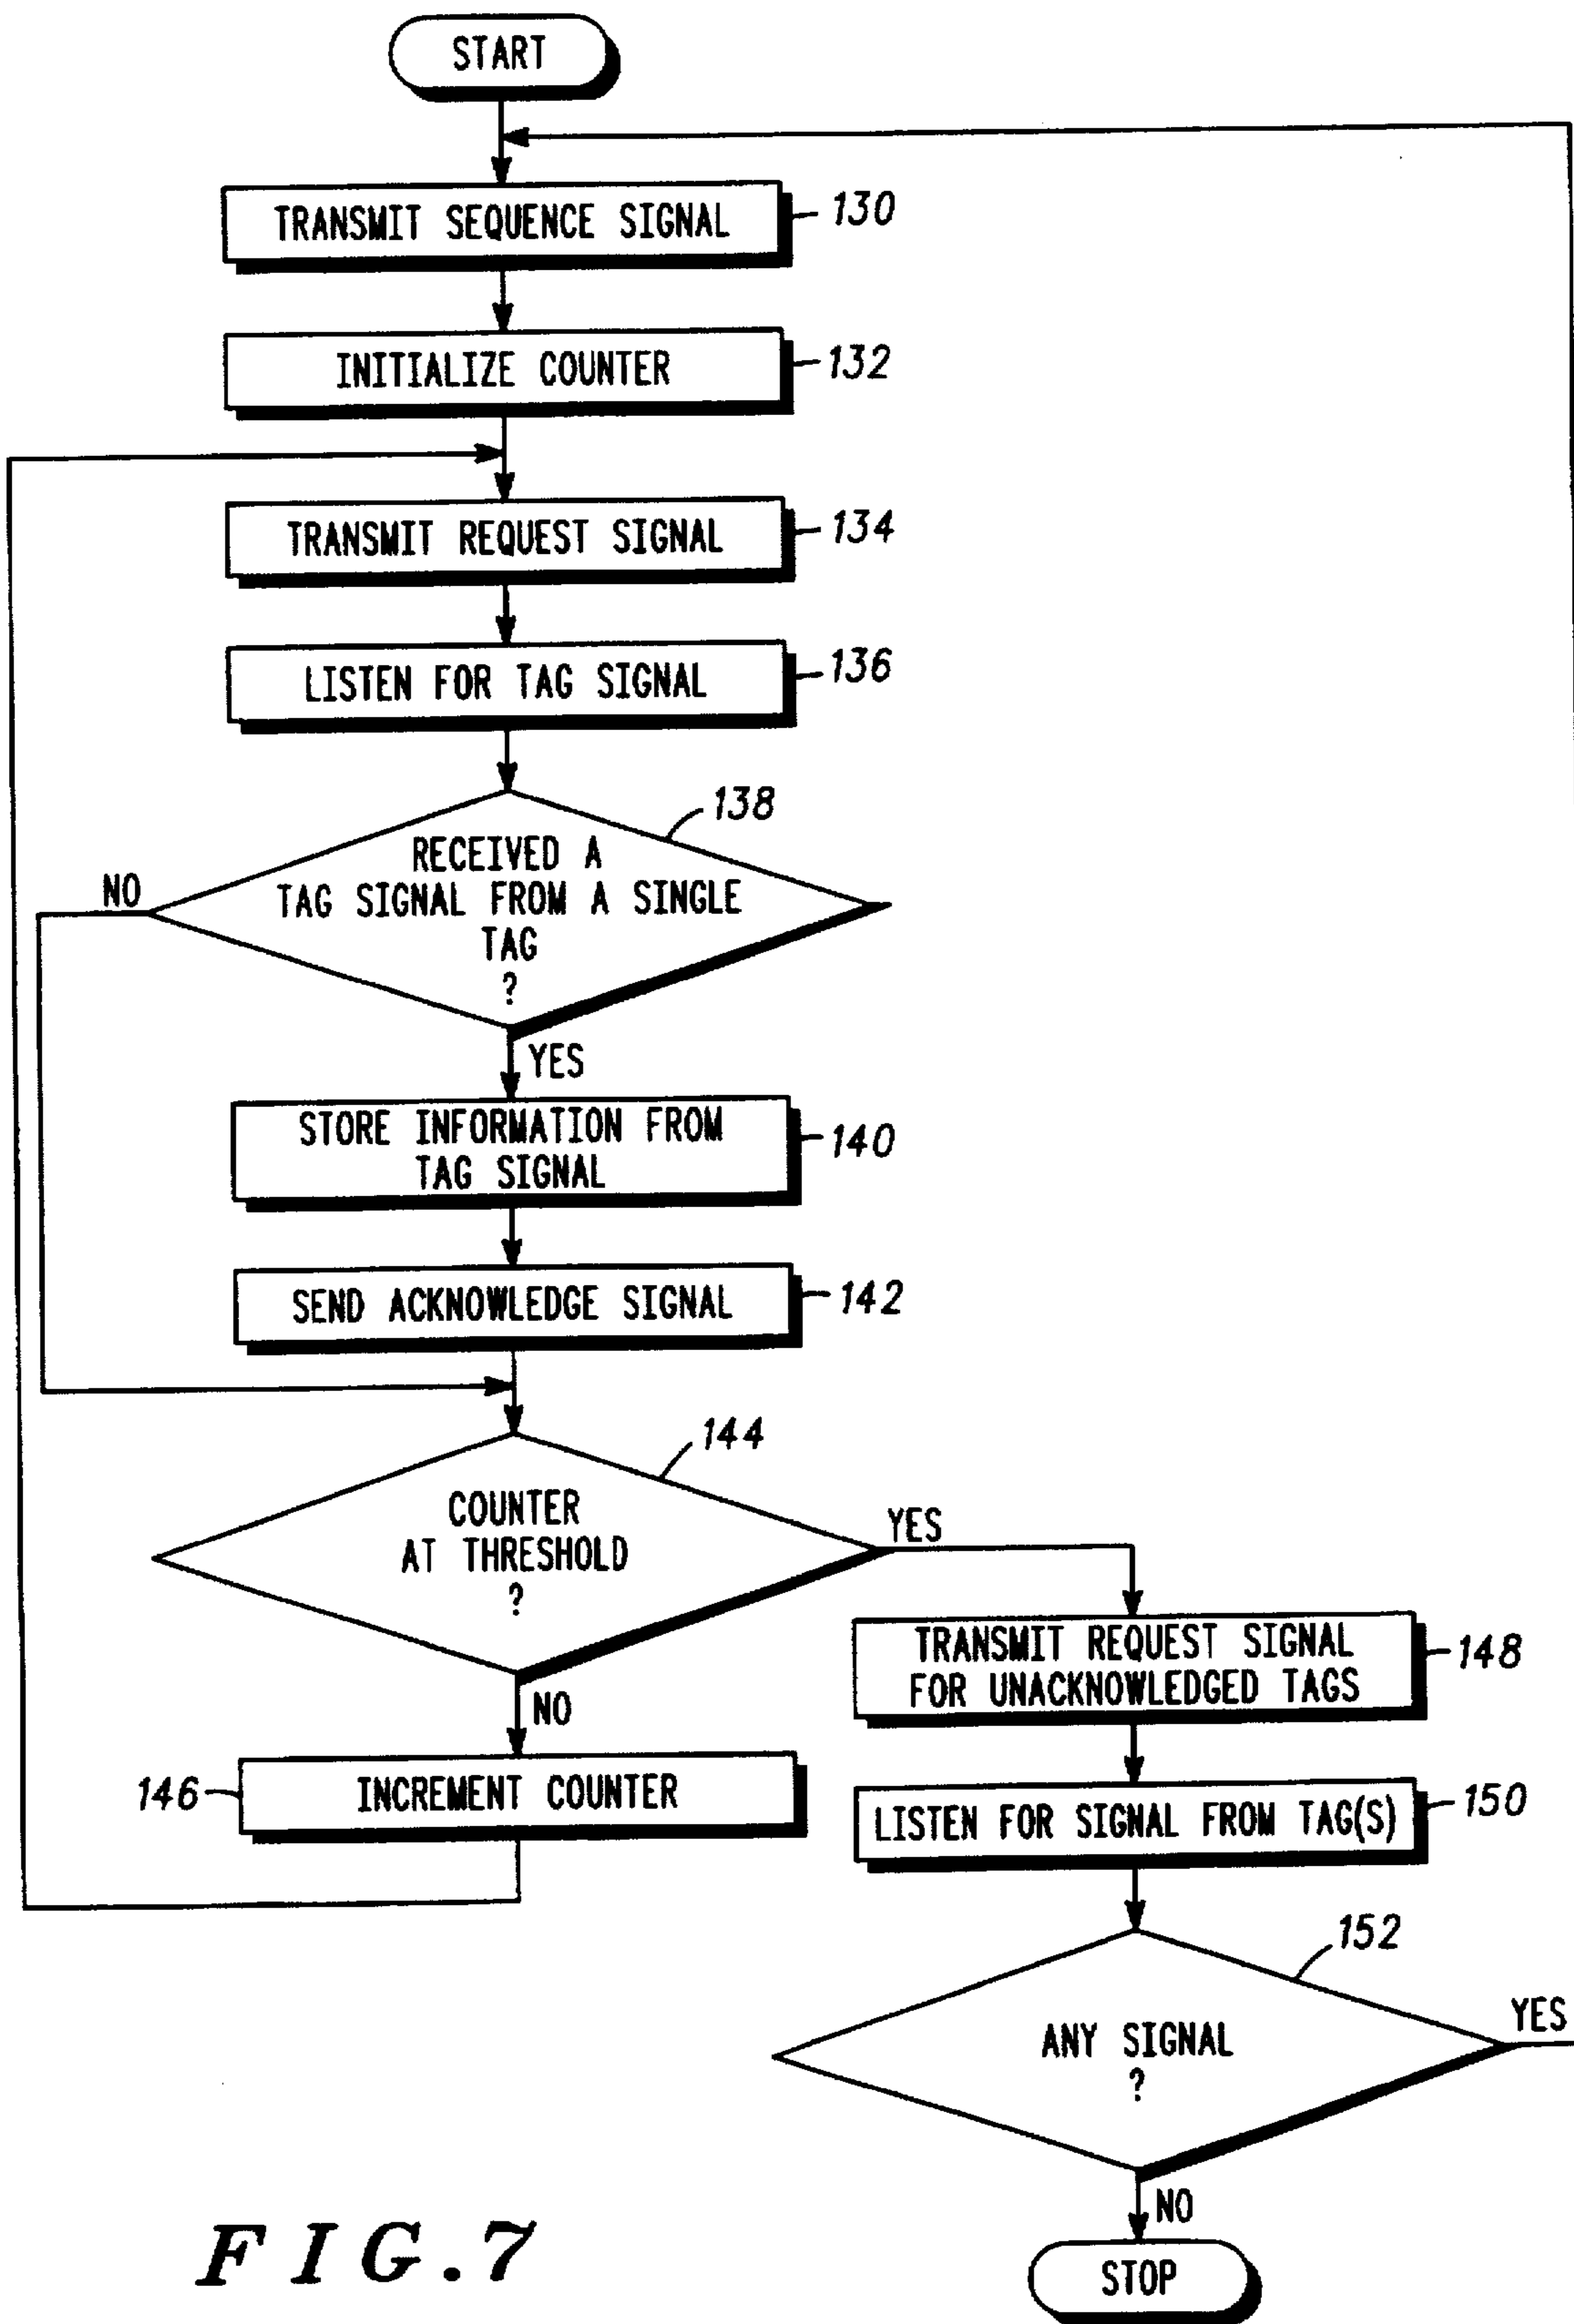 START
TRANSMIT SEQUENCE SIGNAL
130
INITIALIZE COUNTER
132
TRANSMIT REQUEST SIGNAL
134
LISTEN FOR TAG SIGNAL
136
138
RECEIVED A
TAG SIGNAL FROM A SINGLE
TAG
?
NO
YES
STORE INFORMATION FROM
TAG SIGNAL
140
SEND ACKNOWLEDGE SIGNAL
142
144
COUNTER
AT THRESHOLD
?
YES
NO
146
INCREMENT COUNTER
TRANSMIT REQUEST SIGNAL
FOR UNACKNOWLEDGED TAGS
148
LISTEN FOR SIGNAL FROM TAG(S)
150
152
ANY SIGNAL
?
YES
NO
STOP
FIG.7